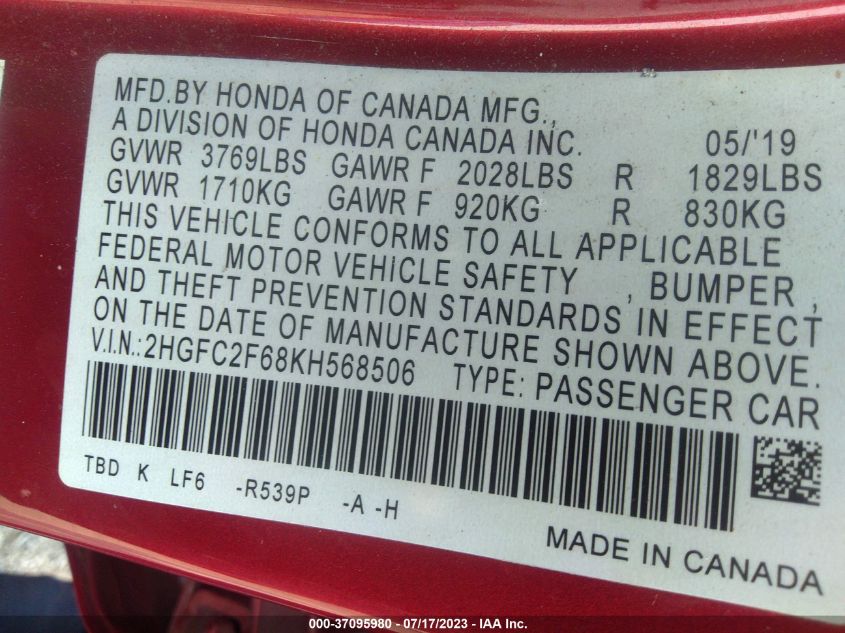 MFD.BY HONDA OF CANADA MFG.,
A DIVISION OF HONDA CANADA INC. 05/'19
GVWR 3769LBS GAWR F 2028LBS R 1829LBS
GVWR 1710KG GAWR F 920KG R 830KG
THIS VEHICLE CONFORMS TO ALL APPLICABLE
FEDERAL MOTOR VEHICLE SAFETY , BUMPER ,
AND THEFT PREVENTION STANDARDS IN EFFECT
ON THE DATE OF MANUFACTURE SHOWN ABOVE.
V.I.N.:2HGFC2F68KH568506 TYPE: PASSENGER CAR
TBD K LF6 -R539P -A -H
MADE IN CANADA
000-37095980 - 07/17/2023 - IAA Inc.